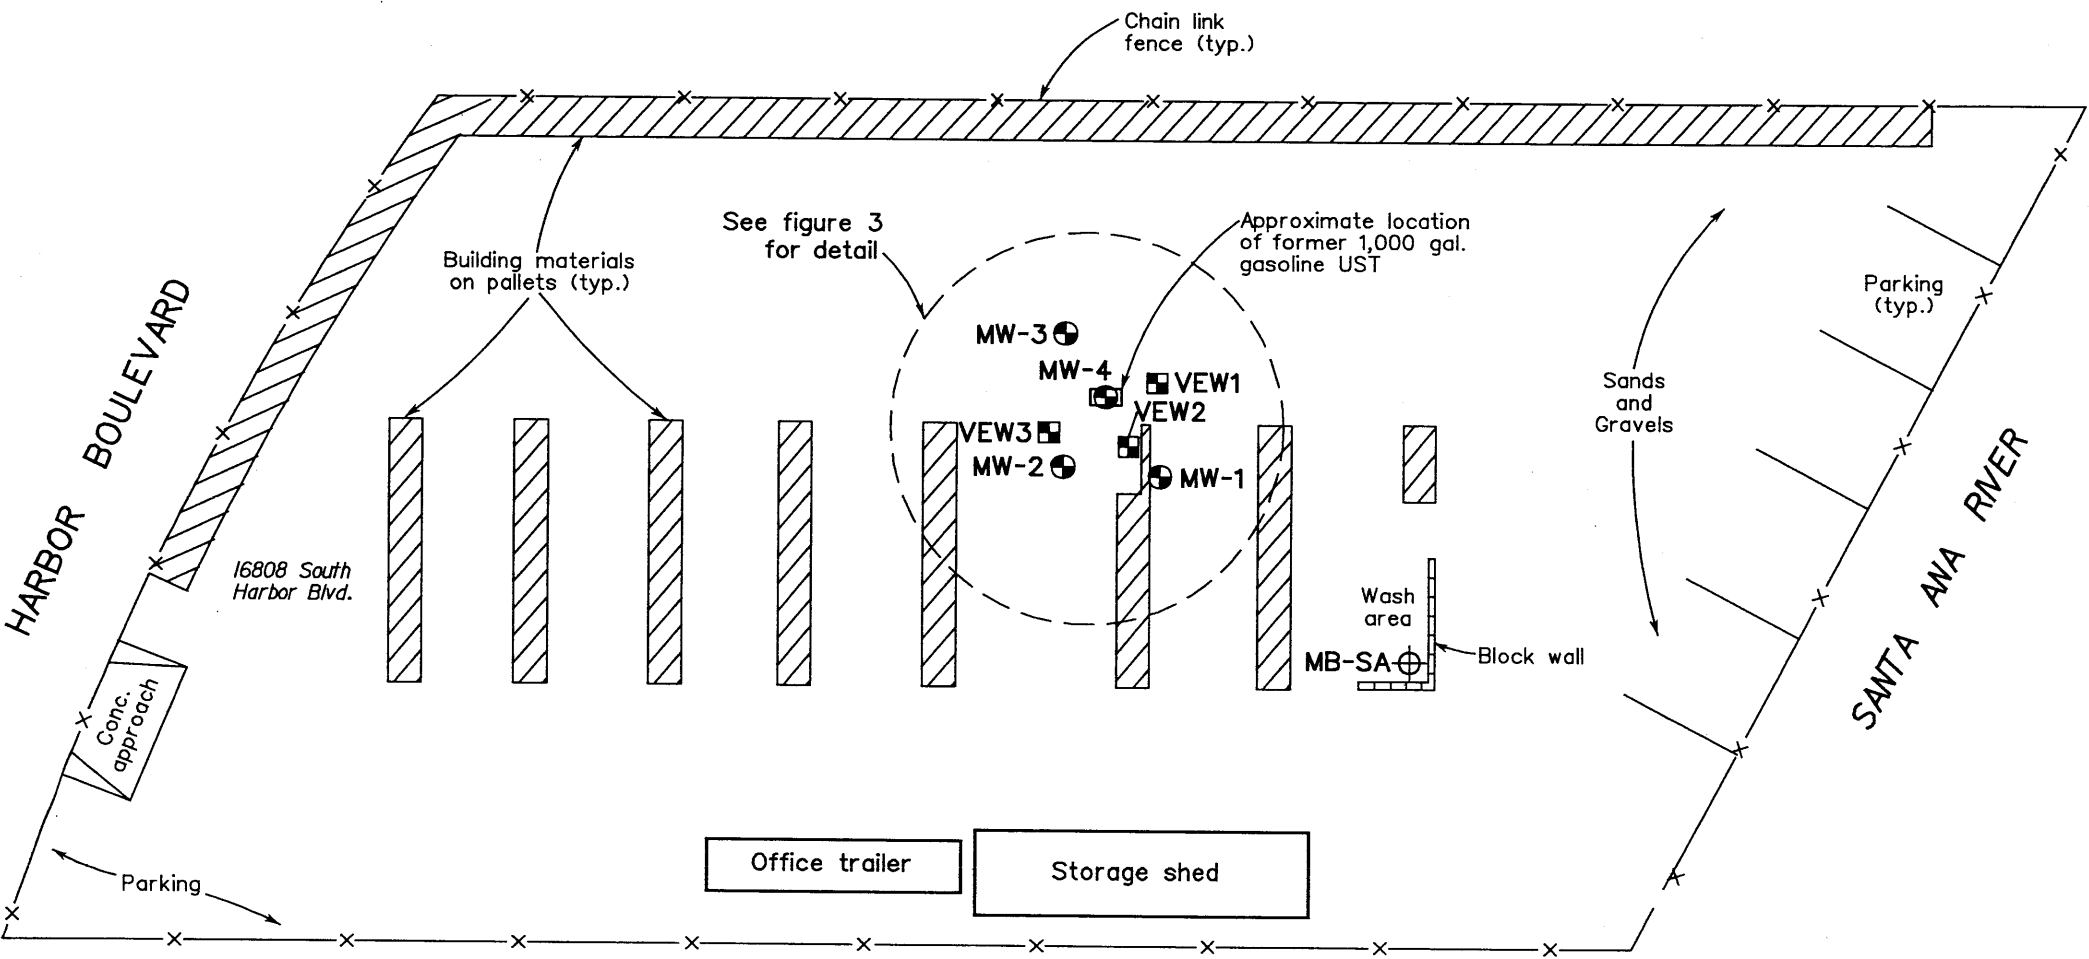 Chain link
fence (typ.)
See figure 3
for detail
Approximate location
of former 1,000 gal.
gasoline UST
Building materials
on pallets (typ.)
Parking
(typ.)
HARBOR BOULEVARD
MW-3
MW-4
VEW1
VEW2
VEW3
MW-2
MW-1
Sands
and
Gravels
SANTA ANA RIVER
16808 South
Harbor Blvd.
Wash
area
MB-SA
Block wall
Conc.
approach
Office trailer
Storage shed
Parking